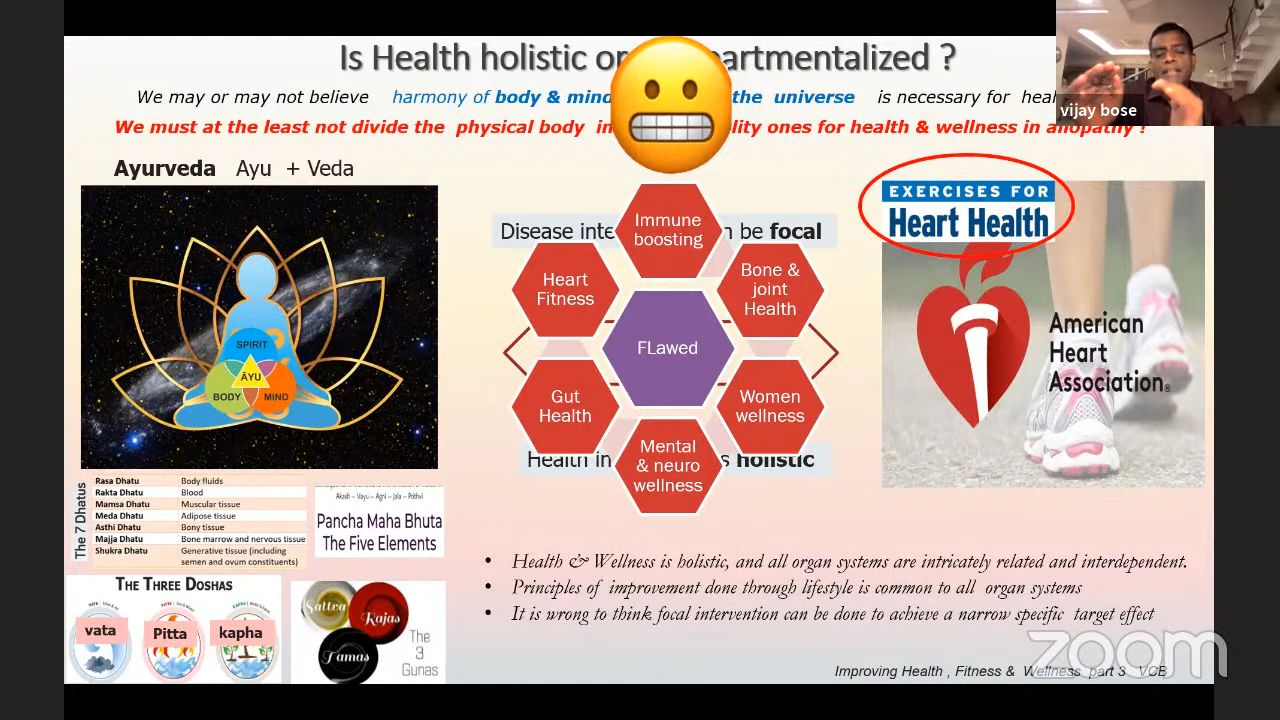 Is Health holistic or partmentalized ?
We may or may not believe harmony of body & mind the universe is necessary for heal
We must at the least not divide the physical body in lity ones for health & wellness in allopathy !
vijay bose
Ayurveda Ayu + Veda
SPIRIT
ĀYU
BODY
MIND
Disease inte n be focal
Immune
boosting
Heart
Fitness
Bone &
joint
Health
FLawed
Gut
Health
Women
wellness
Mental
& neuro
wellness
Health in s holistic
EXERCISES FOR
Heart Health
American
Heart
Association®
The 7 Dhatus
Rasa Dhatu Body fluids
Rakta Dhatu Blood
Mamsa Dhatu Muscular tissue
Meda Dhatu Adipose tissue
Asthi Dhatu Bony tissue
Majja Dhatu Bone marrow and nervous tissue
Shukra Dhatu Generative tissue (including
semen and ovum constituents)
Akash – Vayu – Agni – Jala – Prithvi
Pancha Maha Bhuta
The Five Elements
THE THREE DOSHAS
vata
Pitta
kapha
Sattva
Rajas
Tamas
The
3
Gunas
• Health & Wellness is holistic, and all organ systems are intricately related and interdependent.
• Principles of improvement done through lifestyle is common to all organ systems
• It is wrong to think focal intervention can be done to achieve a narrow specific target effect
Improving Health , Fitness & Wellness part 3 VCB
zoom